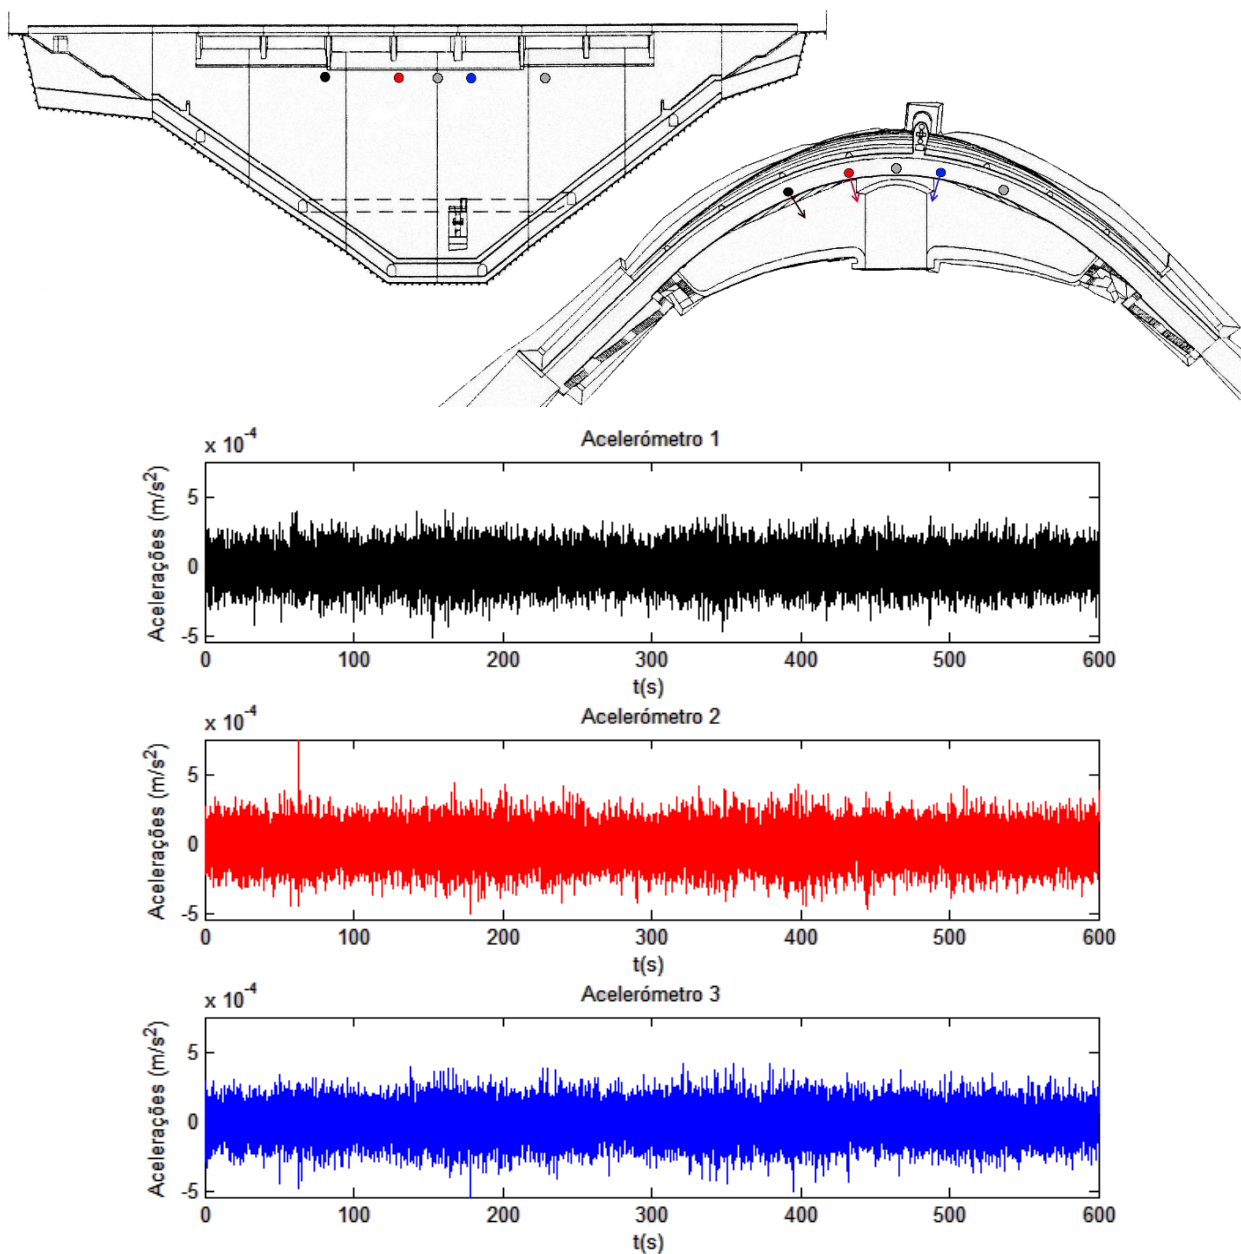 x 10^-4
Acelerómetro 1
Acelerações (m/s²)
5
0
-5
0 100 200 300 400 500 600
t(s)
x 10^-4
Acelerómetro 2
Acelerações (m/s²)
5
0
-5
0 100 200 300 400 500 600
t(s)
x 10^-4
Acelerómetro 3
Acelerações (m/s²)
5
0
-5
0 100 200 300 400 500 600
t(s)